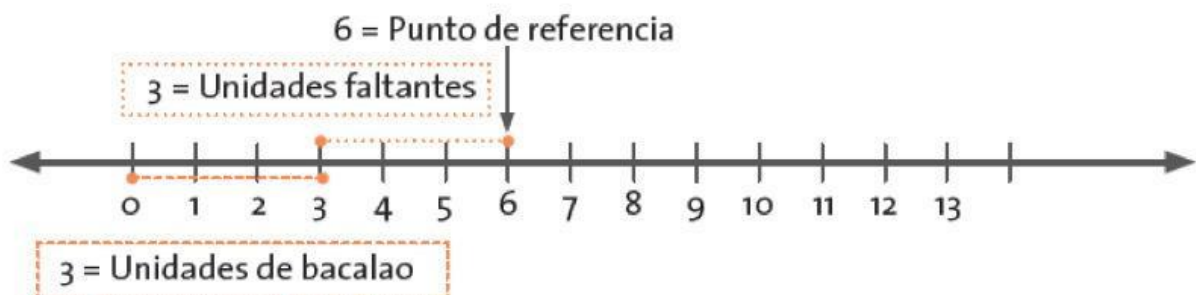 6 = Punto de referencia
3 = Unidades faltantes
0 1 2 3 4 5 6 7 8 9 10 11 12 13
3 = Unidades de bacalao